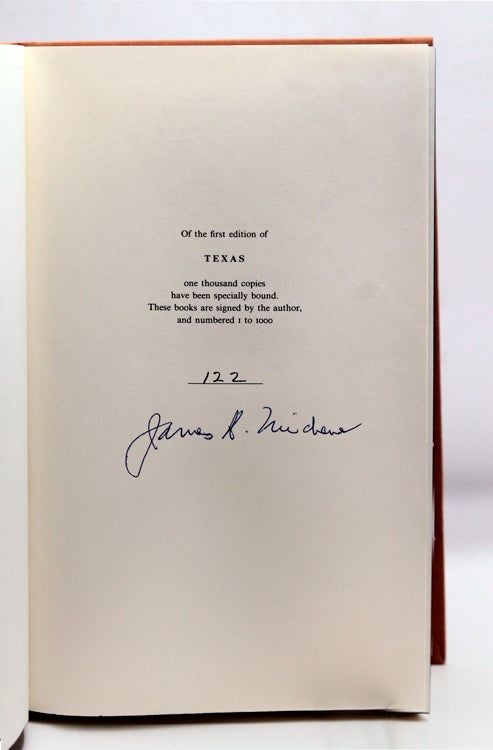 Of the first edition of
TEXAS
one thousand copies
have been specially bound.
These books are signed by the author,
and numbered 1 to 1000
122
James A. Michener